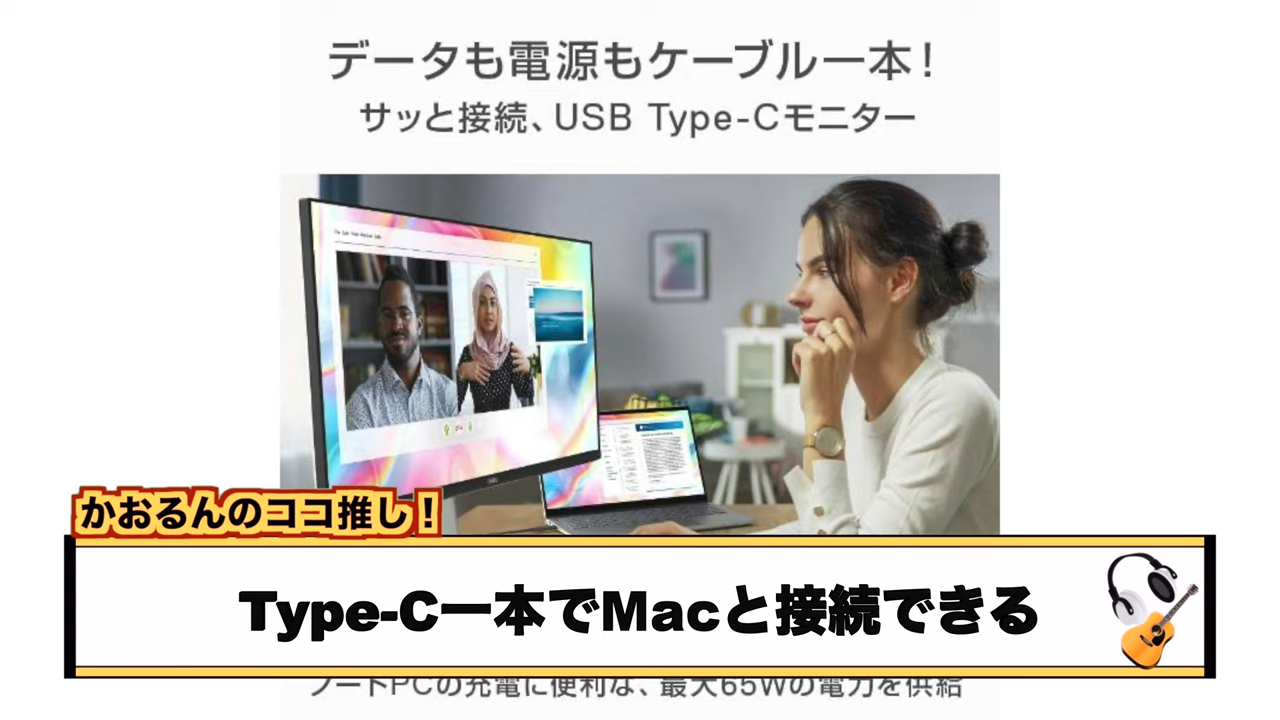 データも電源もケーブル一本!
サッと接続、USB Type-Cモニター
かおるんのココ推し!
Type-C一本でMacと接続できる
ノートPCの充電に便利な、最大65Wの電力を供給